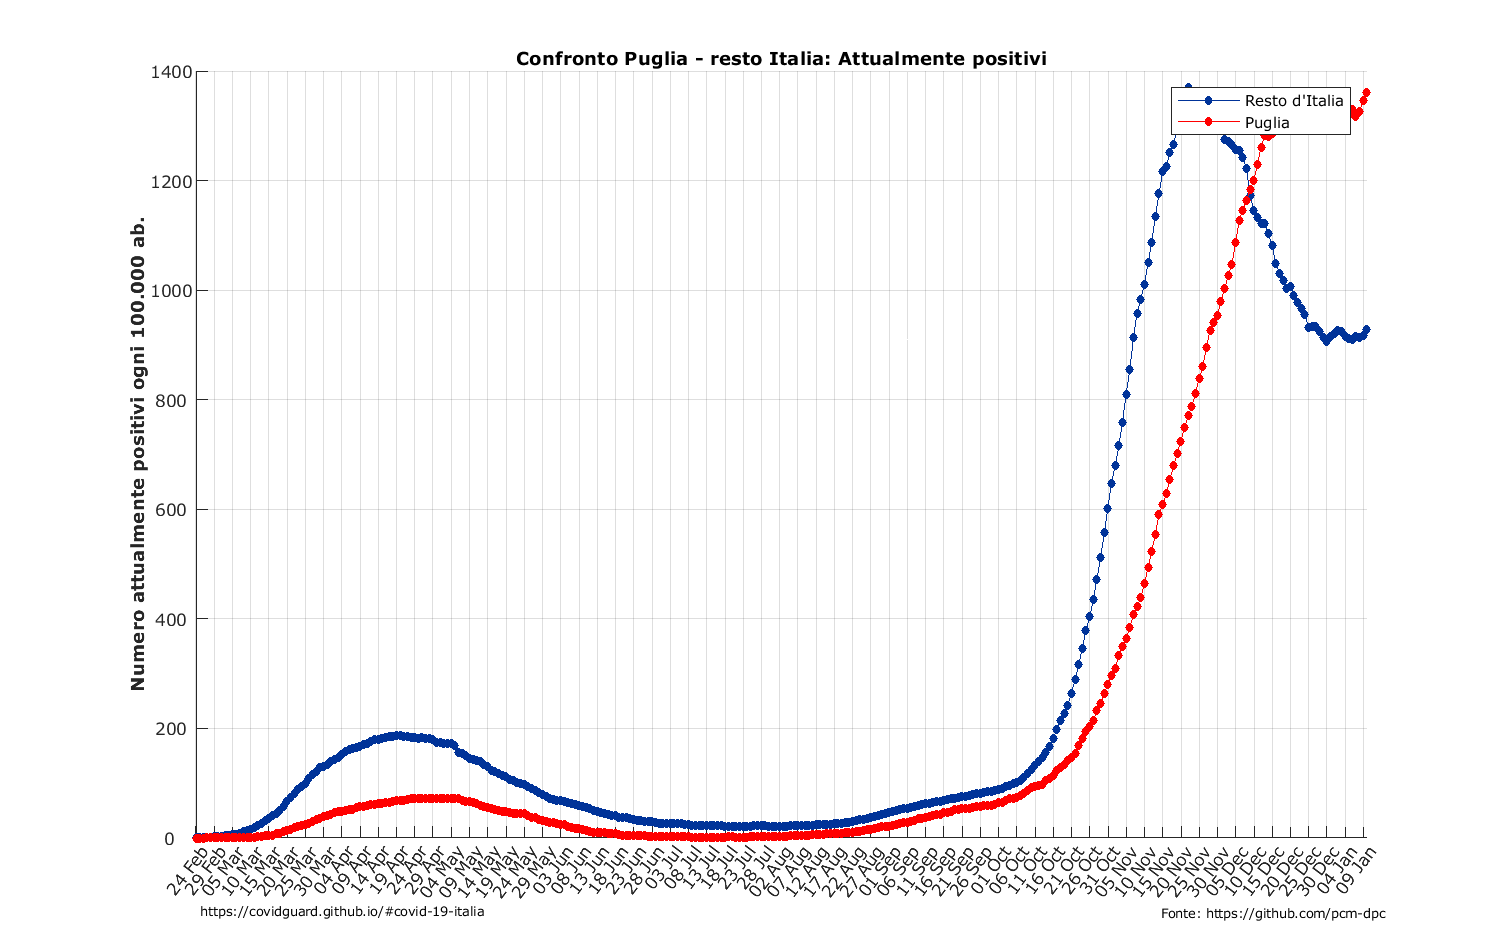 Confronto Puglia - resto Italia: Attualmente positivi
Numero attualmente positivi ogni 100.000 ab.
1400
1200
1000
800
600
400
200
0
Resto d'Italia
Puglia
24 Feb
29 Feb
05 Mar
10 Mar
15 Mar
20 Mar
25 Mar
30 Mar
04 Apr
09 Apr
14 Apr
19 Apr
24 Apr
29 Apr
04 May
09 May
14 May
19 May
24 May
29 May
03 Jun
08 Jun
13 Jun
18 Jun
23 Jun
28 Jun
03 Jul
08 Jul
13 Jul
18 Jul
23 Jul
28 Jul
02 Aug
07 Aug
12 Aug
17 Aug
22 Aug
27 Aug
01 Sep
06 Sep
11 Sep
16 Sep
21 Sep
26 Sep
01 Oct
06 Oct
11 Oct
16 Oct
21 Oct
26 Oct
31 Oct
05 Nov
10 Nov
15 Nov
20 Nov
25 Nov
30 Nov
05 Dec
10 Dec
15 Dec
20 Dec
25 Dec
30 Dec
04 Jan
09 Jan
https://covidguard.github.io/#covid-19-italia
Fonte: https://github.com/pcm-dpc